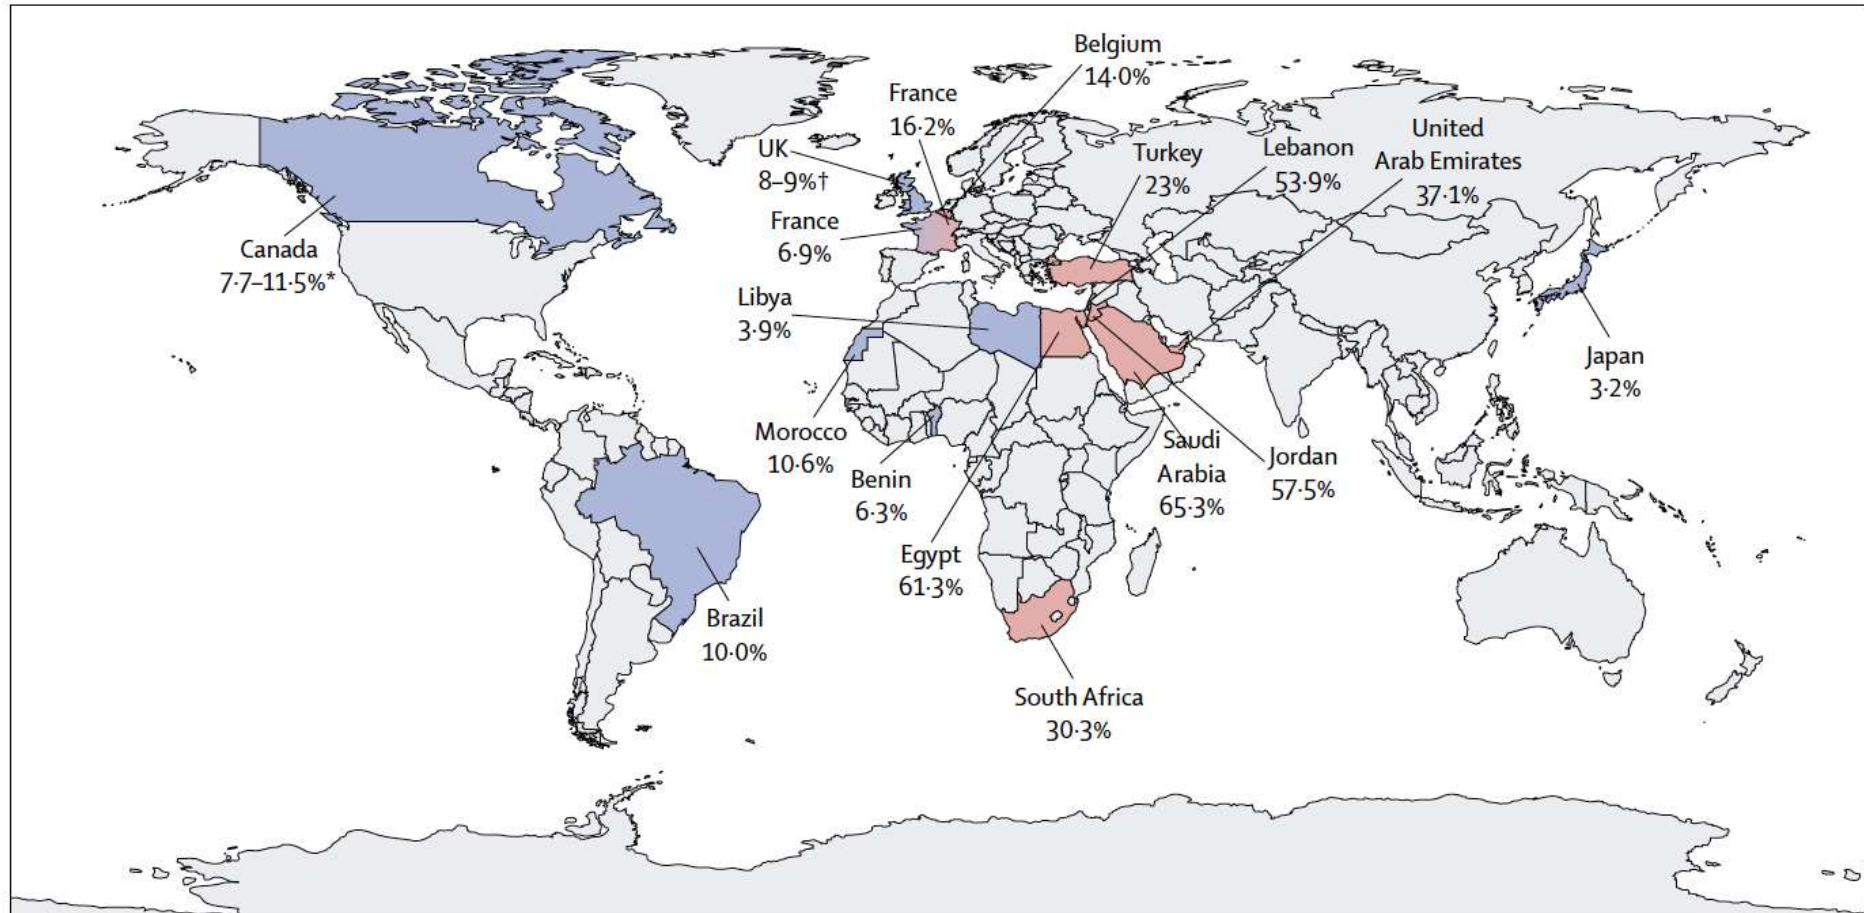 Belgium
14·0%
France
16·2%
UK
8–9%†
France
6·9%
Turkey
23%
Lebanon
53·9%
United
Arab Emirates
37·1%
Canada
7·7–11·5%*
Libya
3·9%
Japan
3·2%
Morocco
10·6%
Benin
6·3%
Saudi
Arabia
65·3%
Jordan
57·5%
Egypt
61·3%
Brazil
10·0%
South Africa
30·3%